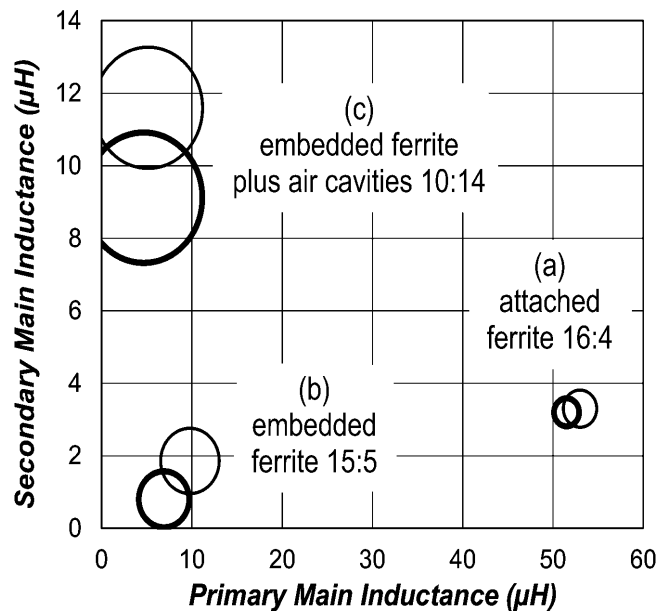 14
12
10
8
6
4
2
0
Secondary Main Inductance (µH)
(c)
embedded ferrite
plus air cavities 10:14
(a)
attached
ferrite 16:4
(b)
embedded
ferrite 15:5
0 10 20 30 40 50 60
Primary Main Inductance (µH)